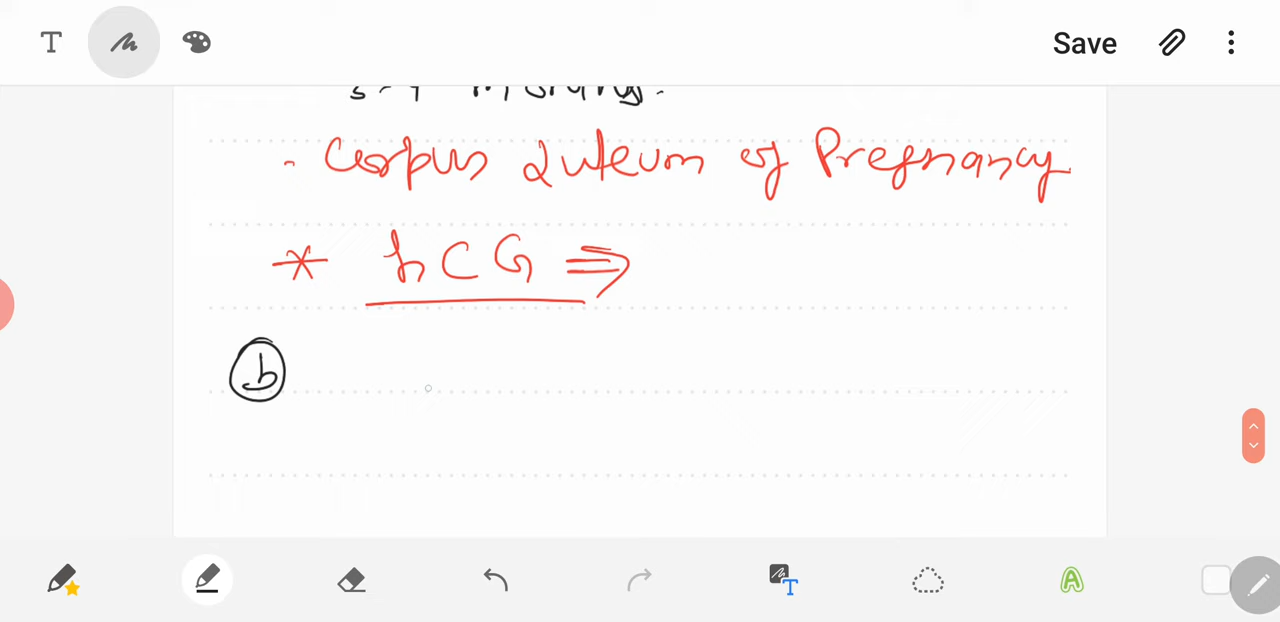 T Save
- Corpus Luteum of Pregnancy
* hCG ⇒
b